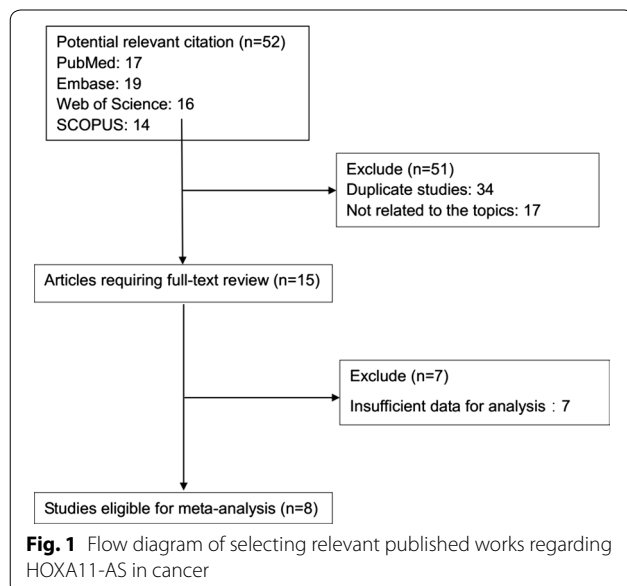 Potential relevant citation (n=52)
PubMed: 17
Embase: 19
Web of Science: 16
SCOPUS: 14
Exclude (n=51)
Duplicate studies: 34
Not related to the topics: 17
Articles requiring full-text review (n=15)
Exclude (n=7)
Insufficient data for analysis：7
Studies eligible for meta-analysis (n=8)
Fig. 1 Flow diagram of selecting relevant published works regarding
HOXA11-AS in cancer